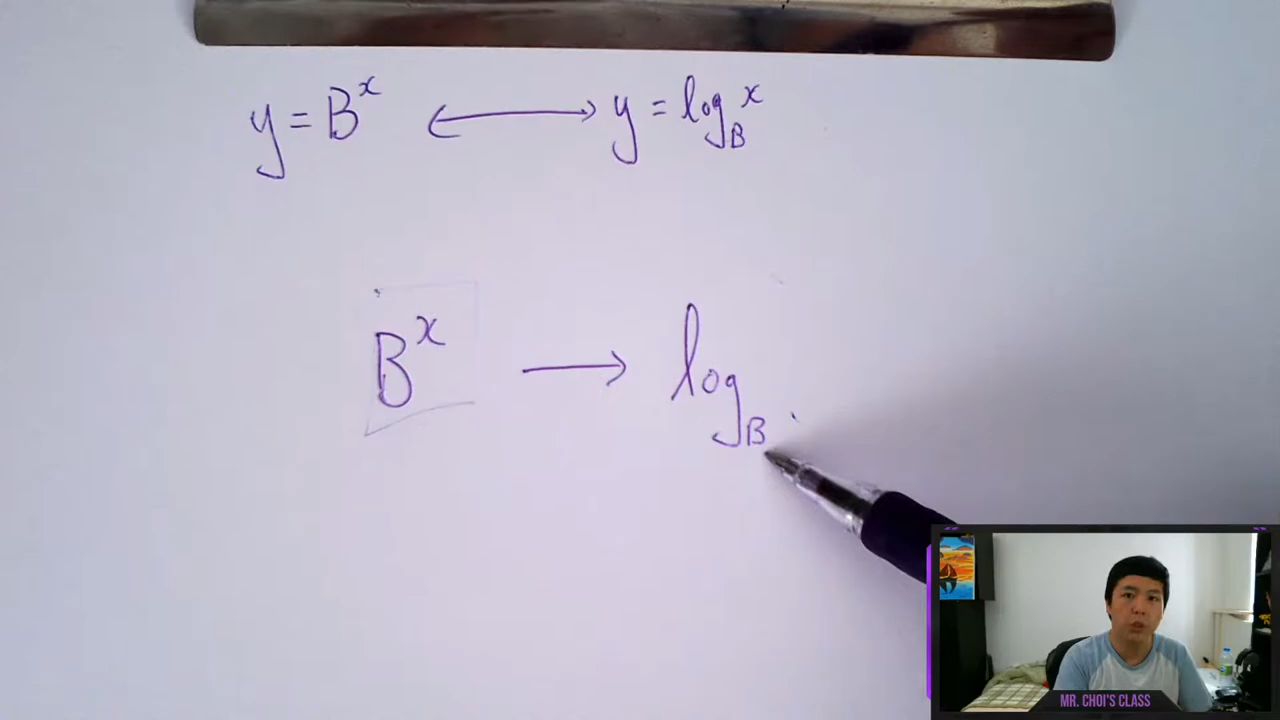 y = B^x ⟷ y = log_B x
B^x → log_B
MR. CHOI'S CLASS